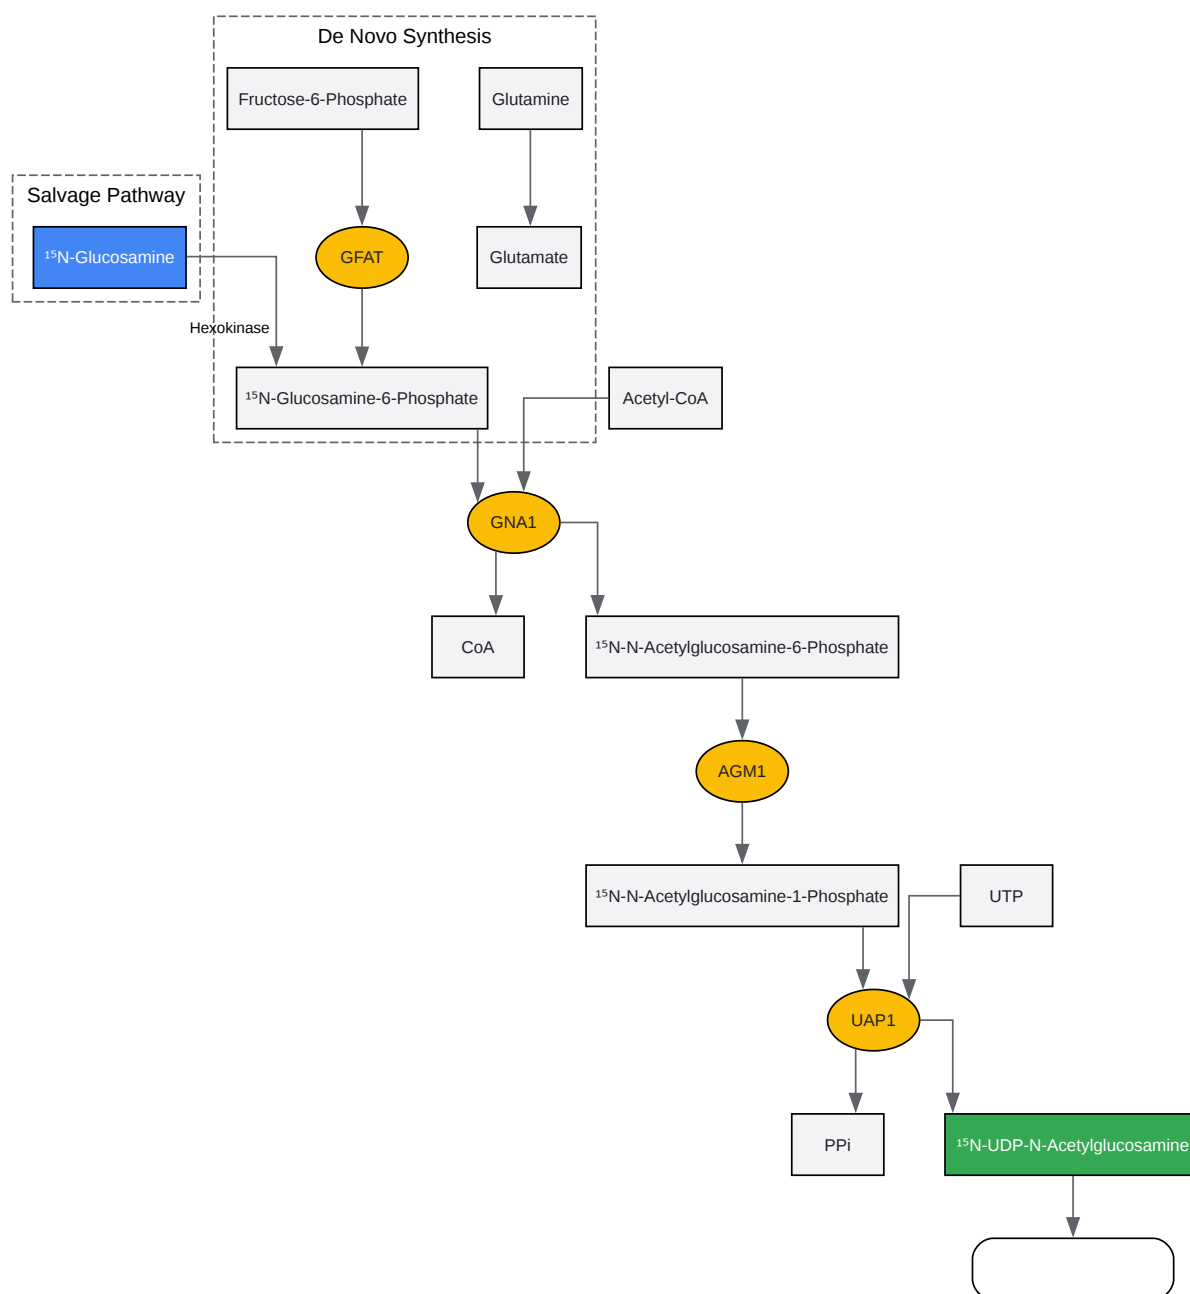 De Novo Synthesis
Fructose-6-Phosphate
Glutamine
Salvage Pathway
¹⁵N-Glucosamine
GFAT
Glutamate
Hexokinase
¹⁵N-Glucosamine-6-Phosphate
Acetyl-CoA
GNA1
CoA
¹⁵N-N-Acetylglucosamine-6-Phosphate
AGM1
¹⁵N-N-Acetylglucosamine-1-Phosphate
UTP
UAP1
PPi
¹⁵N-UDP-N-Acetylglucosamine